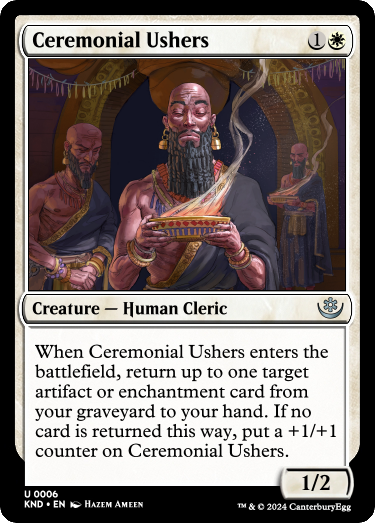 Ceremonial Ushers 1
Creature — Human Cleric
When Ceremonial Ushers enters the
battlefield, return up to one target
artifact or enchantment card from
your graveyard to your hand. If no
card is returned this way, put a +1/+1
counter on Ceremonial Ushers.
1/2
U 0006
KND • EN Hazem Ameen
™ & © 2024 CanterburyEgg